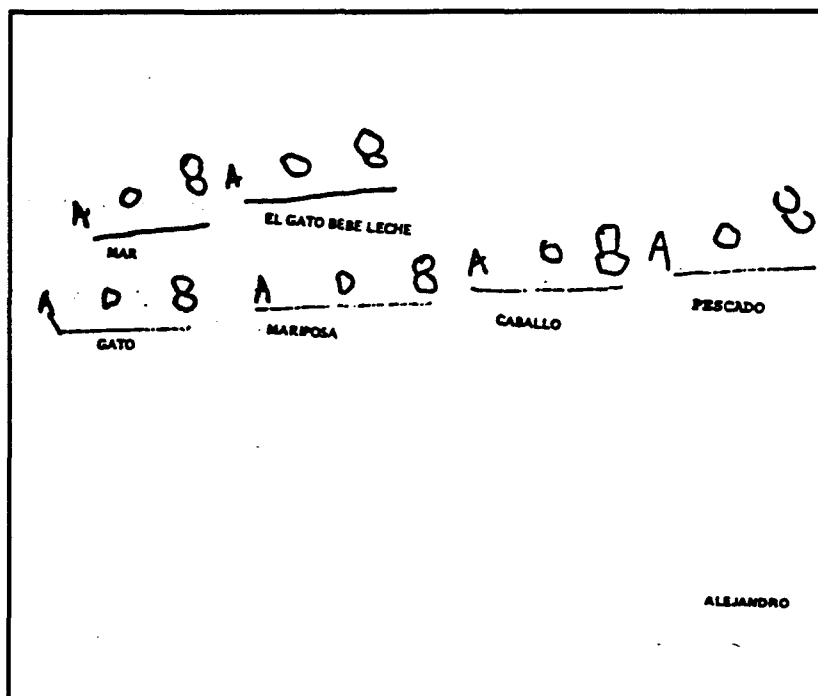 A O 8 A O 8
MAR EL GATO BEBE LECHE
A O 8 A O 8 A O 8 A O 8
GATO MARIPOSA CABALLO PESCADO
ALEJANDRO